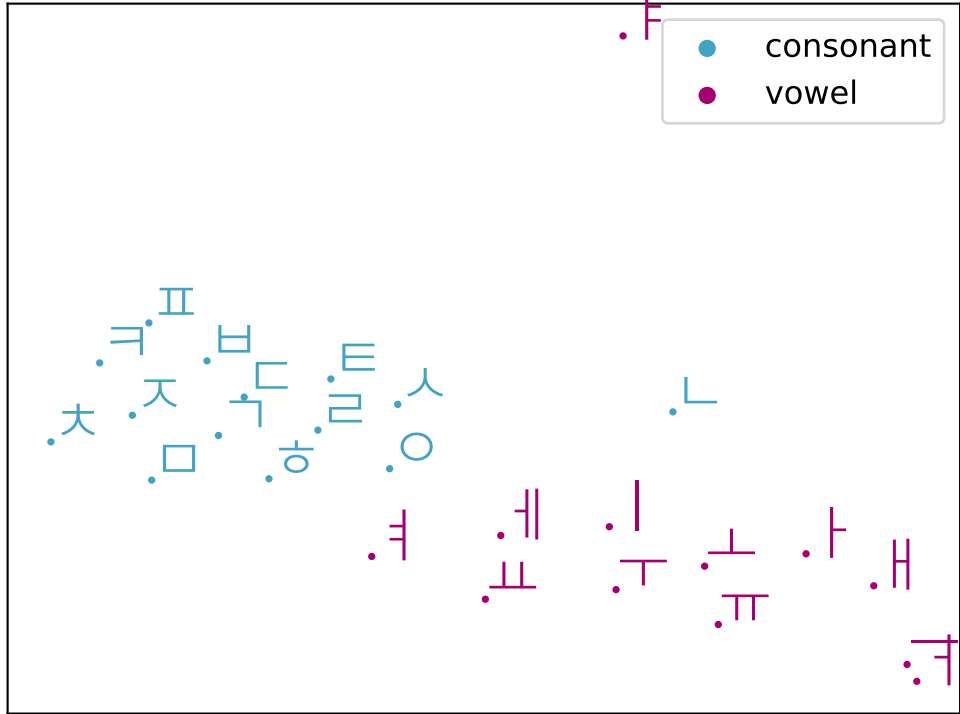 ㅑ
consonant
vowel
ㅍ
ㅋ
ㅂ
ㅌ
ㄷ
ㅅ
ㅈ
ㄴ
ㄹ
ㄱ
ㅊ
ㅇ
ㅁ
ㅎ
ㅔ
ㅣ
ㅕ
ㅏ
ㅗ
ㅐ
ㅛ
ㅜ
ㅠ
ㅡ
ㅓ